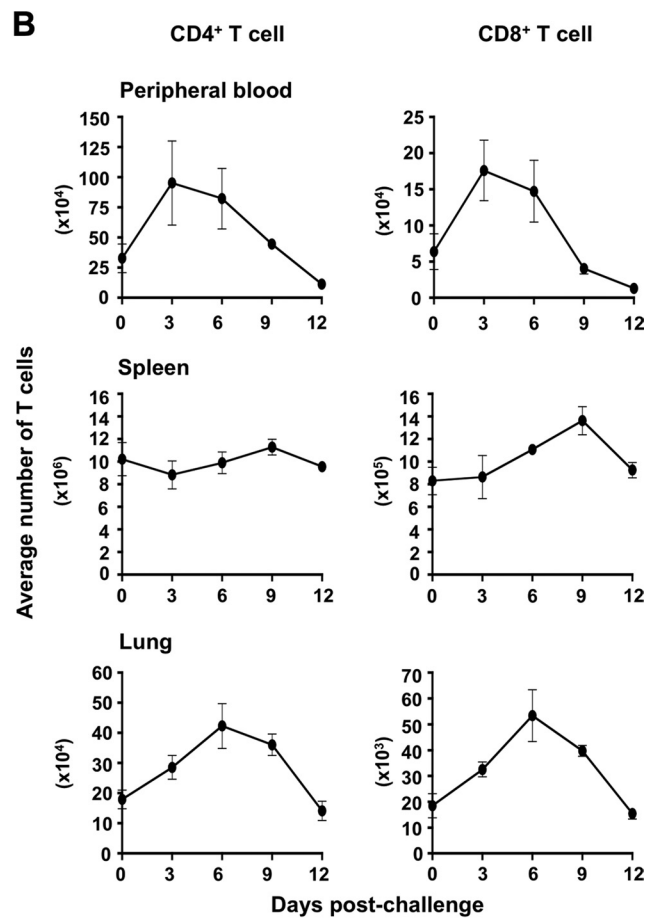 B
CD4⁺ T cell CD8⁺ T cell
Peripheral blood
150
125
100
75
50
25
0
(x10⁴)
0 3 6 9 12
25
20
15
10
5
0
(x10⁴)
0 3 6 9 12
Spleen
16
14
12
10
8
6
4
2
0
(x10⁶)
0 3 6 9 12
16
14
12
10
8
6
4
2
0
(x10⁵)
0 3 6 9 12
Lung
60
50
40
30
20
10
0
(x10⁴)
0 3 6 9 12
70
60
50
40
30
20
10
0
(x10³)
0 3 6 9 12
Average number of T cells
Days post-challenge